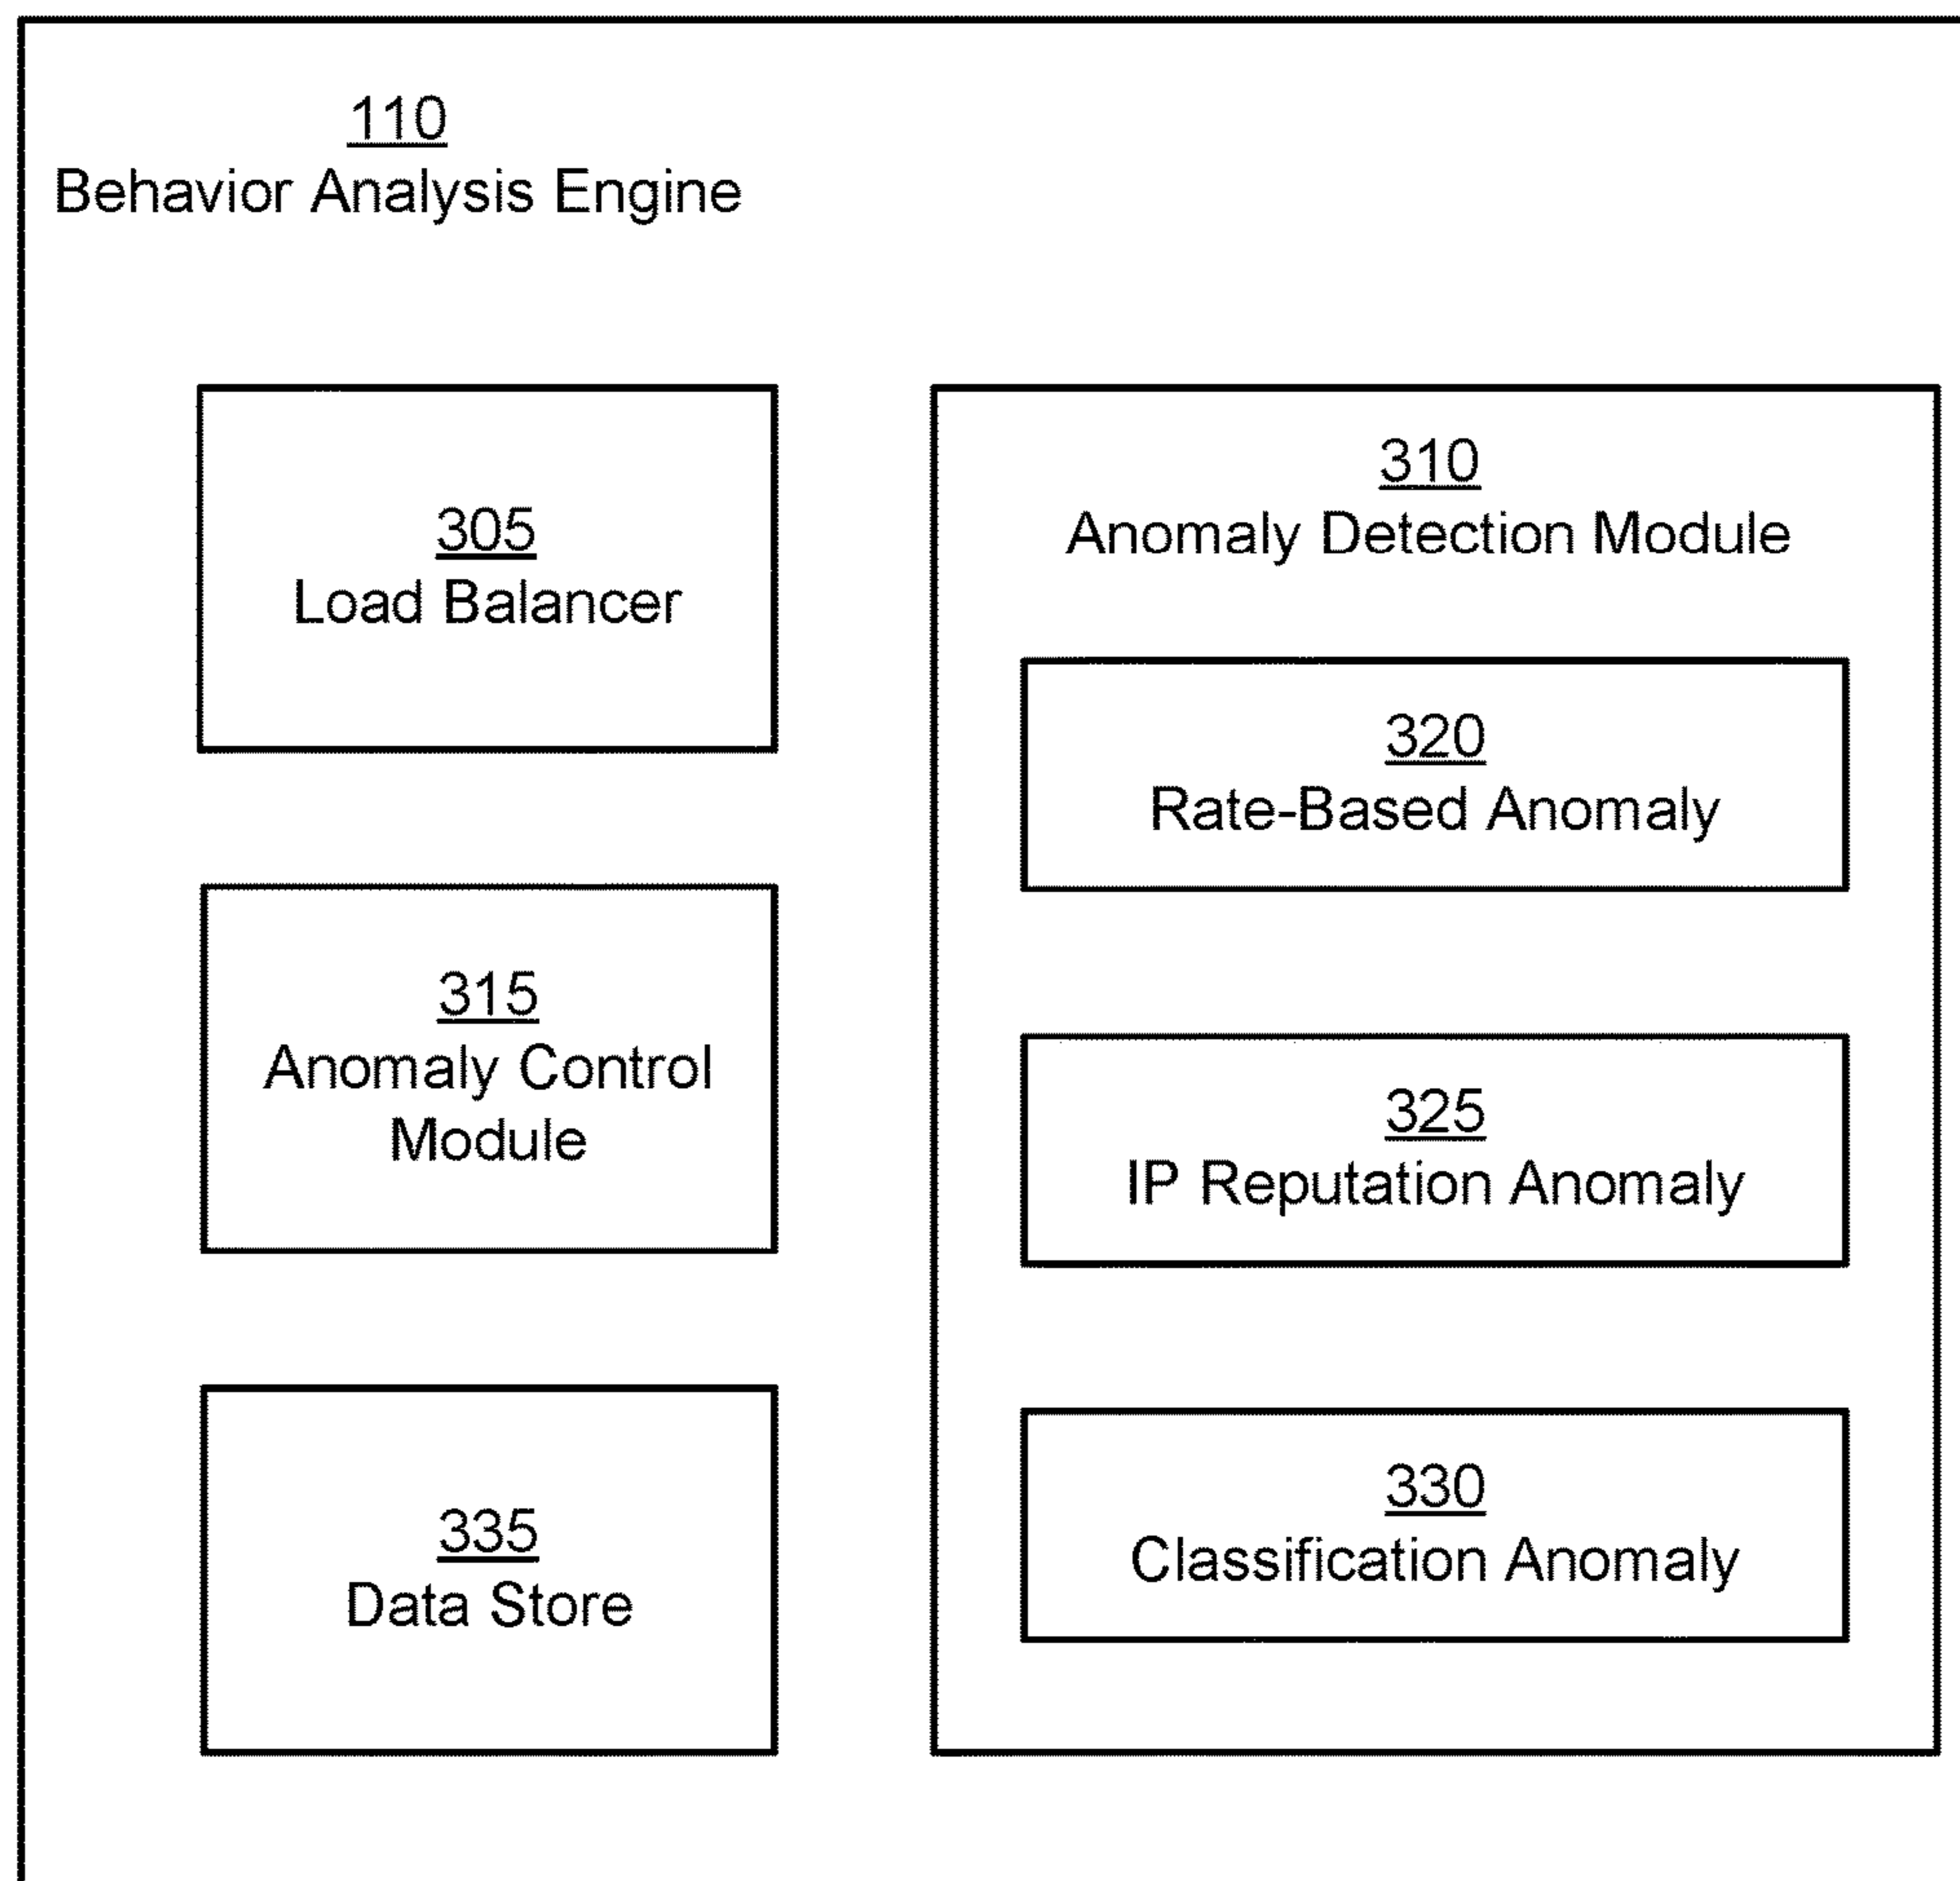 110
Behavior Analysis Engine
305
Load Balancer
315
Anomaly Control
Module
335
Data Store
310
Anomaly Detection Module
320
Rate-Based Anomaly
325
IP Reputation Anomaly
330
Classification Anomaly